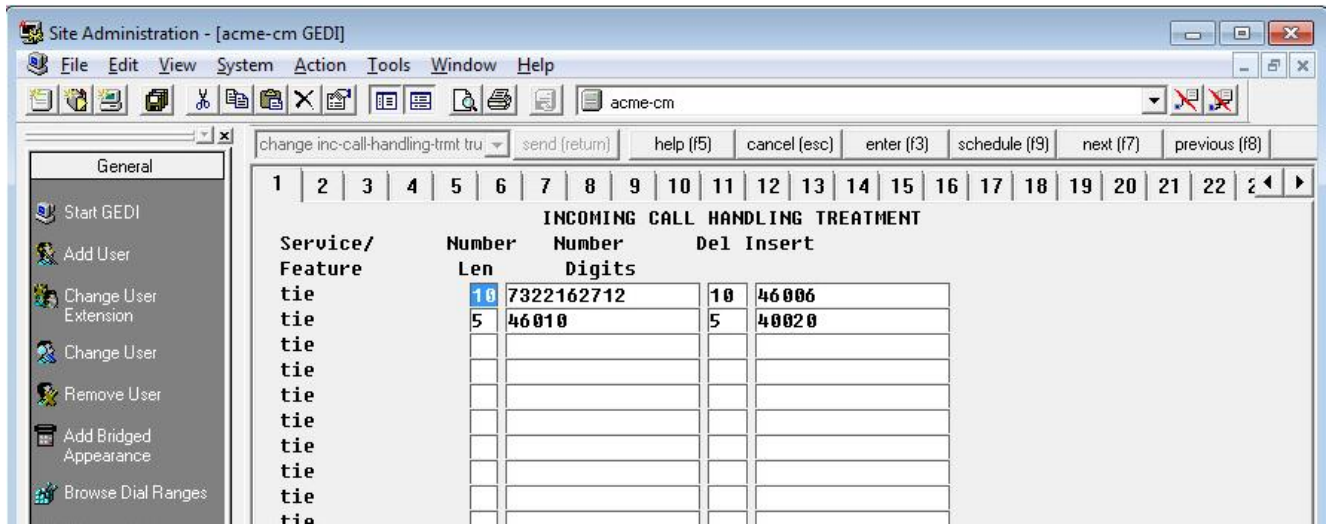 Site Administration - [acme-cm GEDI]
File Edit View System Action Tools Window Help
acme-cm
change inc-call-handling-trmt tru send (return) help (f5) cancel (esc) enter (f3) schedule (f9) next (f7) previous (f8)
General
1 2 3 4 5 6 7 8 9 10 11 12 13 14 15 16 17 18 19 20 21 22
INCOMING CALL HANDLING TREATMENT
Service/ Number Number Del Insert
Feature Len Digits
tie 10 7322162712 10 46006
tie 5 46010 5 40020
tie
tie
tie
tie
tie
tie
tie
tie
Start GEDI
Add User
Change User
Extension
Change User
Remove User
Add Bridged
Appearance
Browse Dial Ranges